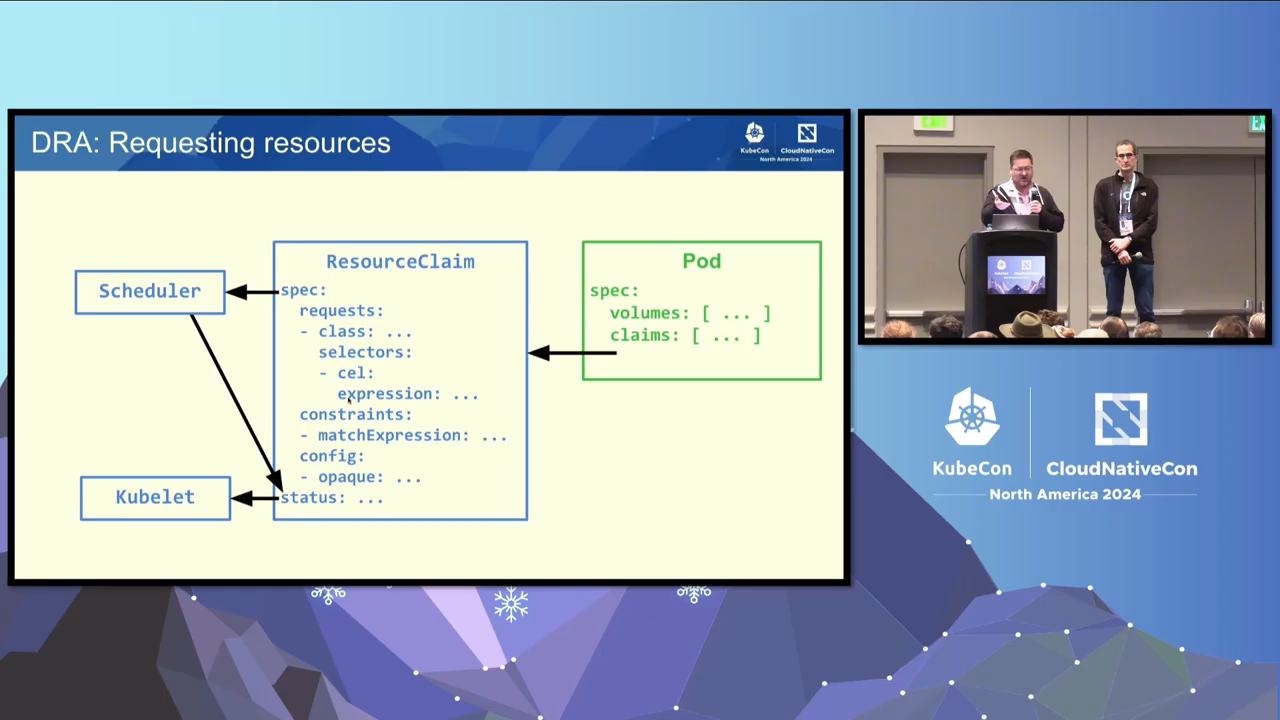 DRA: Requesting resources
KubeCon
CloudNativeCon
North America 2024
Scheduler
Kubelet
ResourceClaim
spec:
requests:
- class: ...
selectors:
- cel:
expression: ...
constraints:
- matchExpression: ...
config:
- opaque: ...
status: ...
Pod
spec:
volumes: [ ... ]
claims: [ ... ]
EXIT
KubeCon
CloudNativeCon
North America 2024